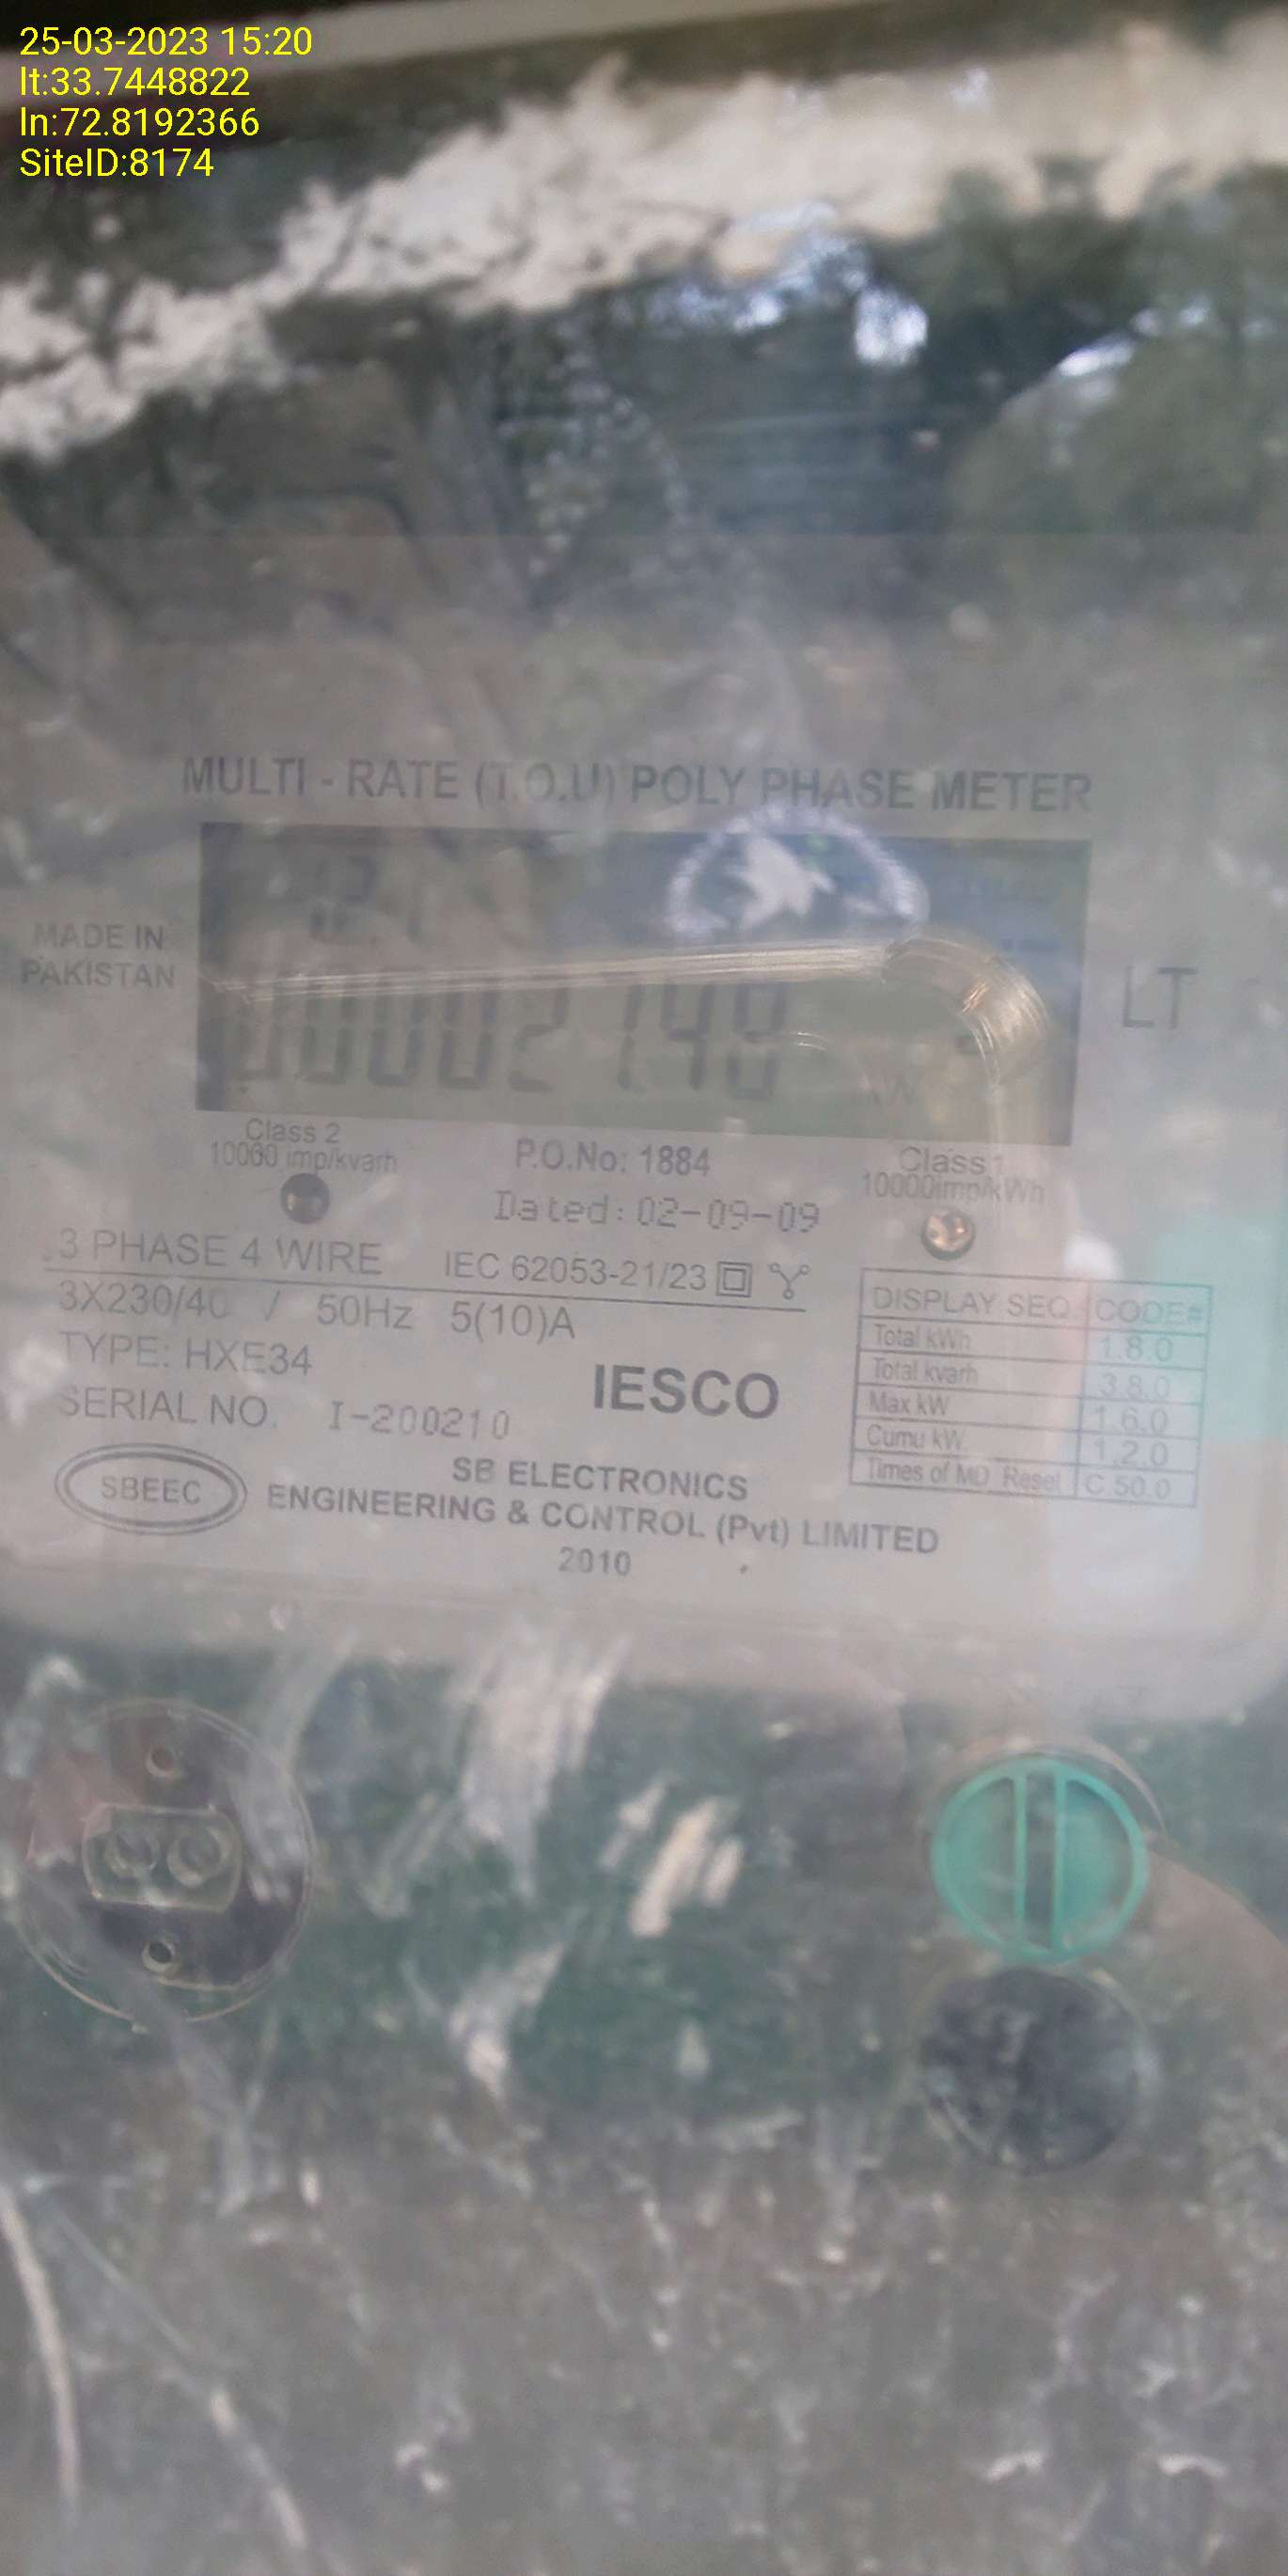 25-03-2023 15:20
lt:33.7448822
ln:72.8192366
SiteID:8174
MULTI - RATE (T.O.U) POLY PHASE METER
MADE IN
PAKISTAN
LT
kW
Class 2
10000 imp/kvarh
P.O.No: 1884
Dated: 02-09-09
Class 1
10000imp/kWh
3 PHASE 4 WIRE
IEC 62053-21/23
3X230/40 / 50Hz 5(10)A
TYPE: HXE34
SERIAL NO. I-200210
IESCO
DISPLAY SEQ. CODE#
Total kWh 1.8.0
Total kvarh 3.8.0
Max kW 1.6.0
Cumu kW 1.2.0
Times of MD Reset C.50.0
SBEEC
SB ELECTRONICS
ENGINEERING & CONTROL (Pvt) LIMITED
2010